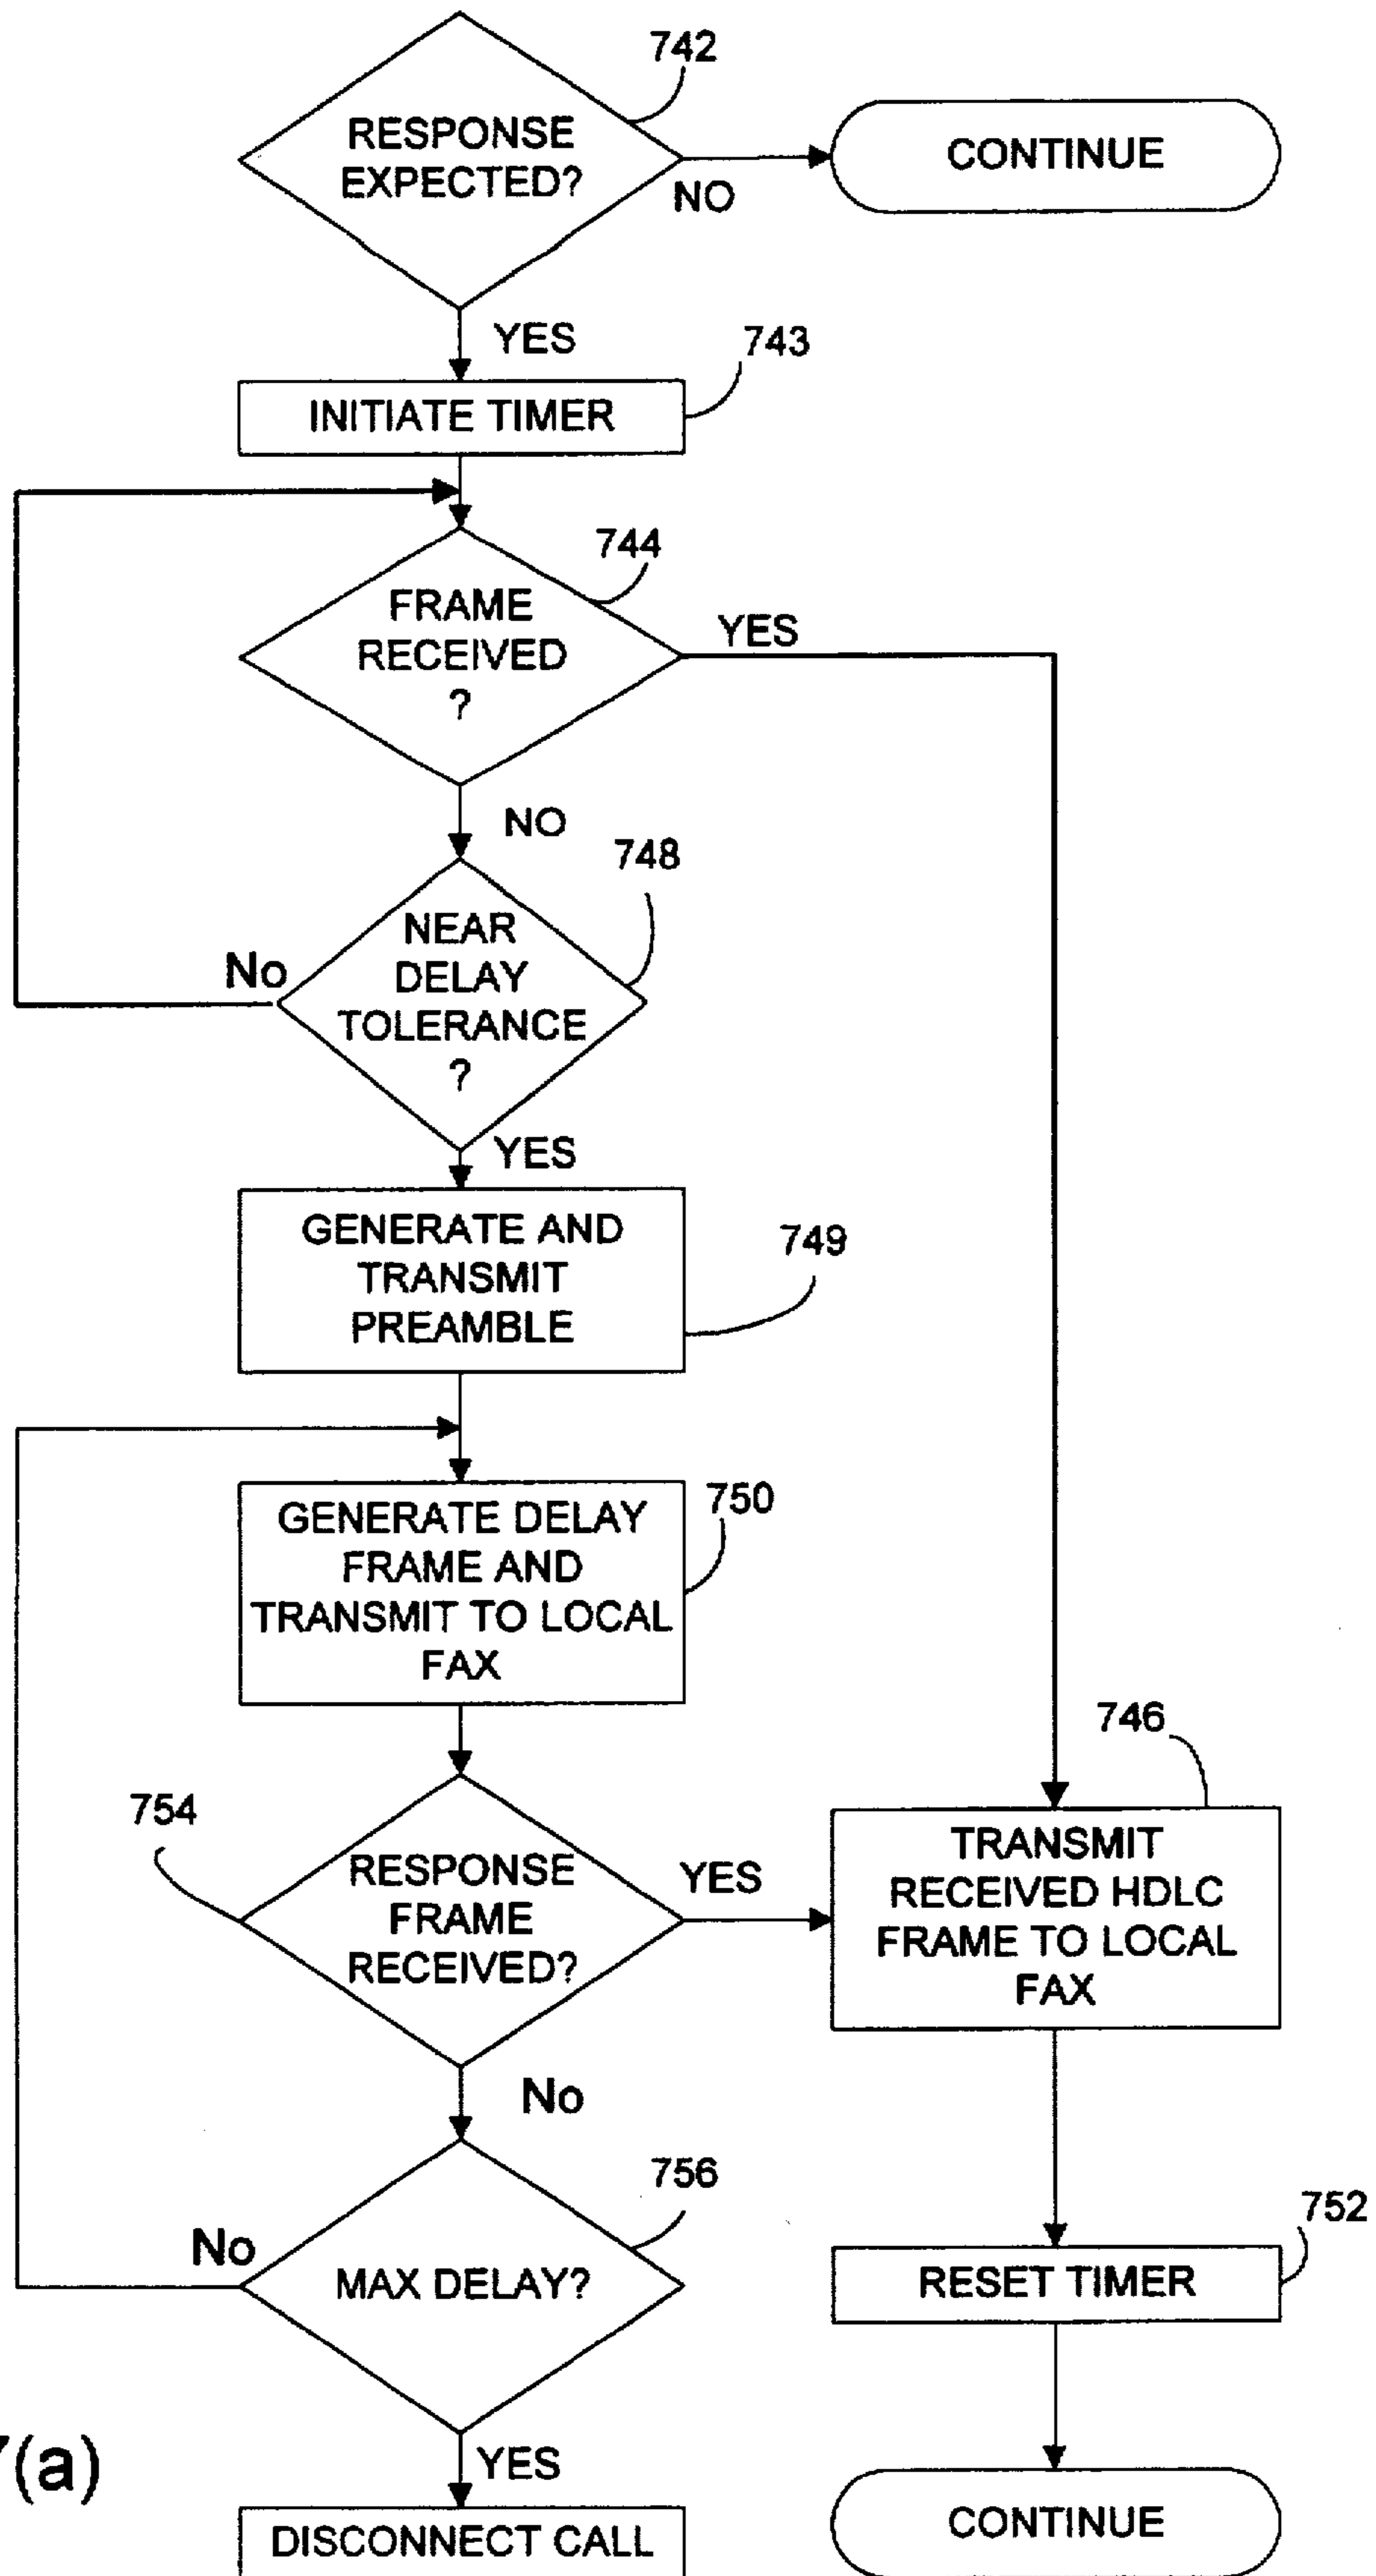 742
RESPONSE
EXPECTED?
CONTINUE
NO
YES
743
INITIATE TIMER
744
FRAME
RECEIVED
?
YES
NO
748
NEAR
DELAY
TOLERANCE
?
No
YES
GENERATE AND
TRANSMIT
PREAMBLE
749
GENERATE DELAY
FRAME AND
TRANSMIT TO LOCAL
FAX
750
746
754
RESPONSE
FRAME
RECEIVED?
YES
TRANSMIT
RECEIVED HDLC
FRAME TO LOCAL
FAX
No
756
752
No
MAX DELAY?
RESET TIMER
7(a)
YES
DISCONNECT CALL
CONTINUE